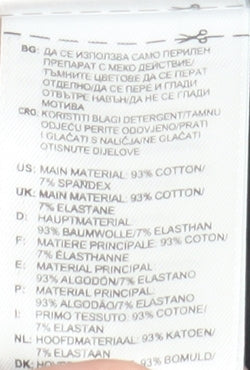 BG: ДА СЕ ИЗПОЛЗВА САМО ПЕРИЛЕН
ПРЕПАРАТ С МЕКО ДЕЙСТВИЕ/
ТЪМНИТЕ ЦВЕТОВЕ ДА СЕ ПЕРАТ
ОТДЕЛНО/ДА СЕ ПЕРЕ И ГЛАДИ
ОТВЪТРЕ НАВЪН/ДА НЕ СЕ ГЛАДИ
МОТИВА
CRO: KORISTITI BLAGI DETERGENT/TAMNU
ODJEĆU PERITE ODOVJENO/PRATI
I GLAČATI S NALIČJA/NE GLAČATI
OTISNUTE DIJELOVE
US: MAIN MATERIAL: 93% COTTON/
7% SPANDEX
UK: MAIN MATERIAL: 93% COTTON/
7% ELASTANE
D: HAUPTMATERIAL:
93% BAUMWOLLE/7% ELASTHAN
F: MATIERE PRINCIPALE: 93% COTON/
7% ELASTHANNE
E: MATERIAL PRINCIPAL:
93% ALGODÓN/7% ELASTANO
P: MATERIAL PRINCIPAL:
93% ALGODÃO/7% ELASTANO
I: PRIMO TESSUTO: 93% COTONE/
7% ELASTAN
NL: HOOFDMATERIAAL: 93% KATOEN/
7% ELASTAAN
DK: 93% BOMULD/